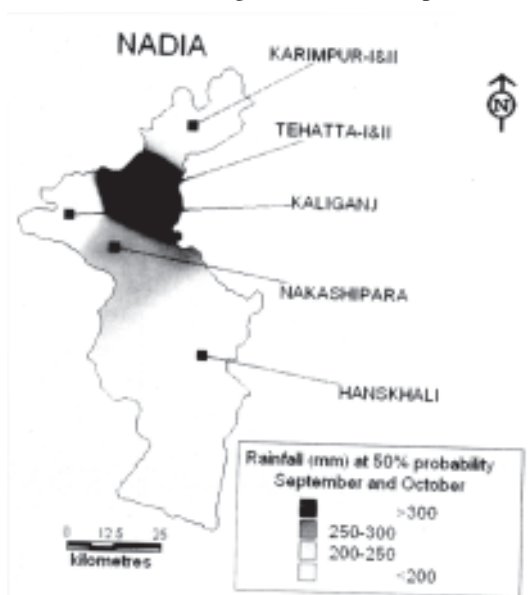 NADIA
KARIMPUR-I&II
N
TEHATTA-I&II
KALIGANJ
NAKASHIPARA
HANSKHALI
Rainfall (mm) at 50% probability
September and October
>300
250-300
200-250
<200
0 12.5 25
kilometres